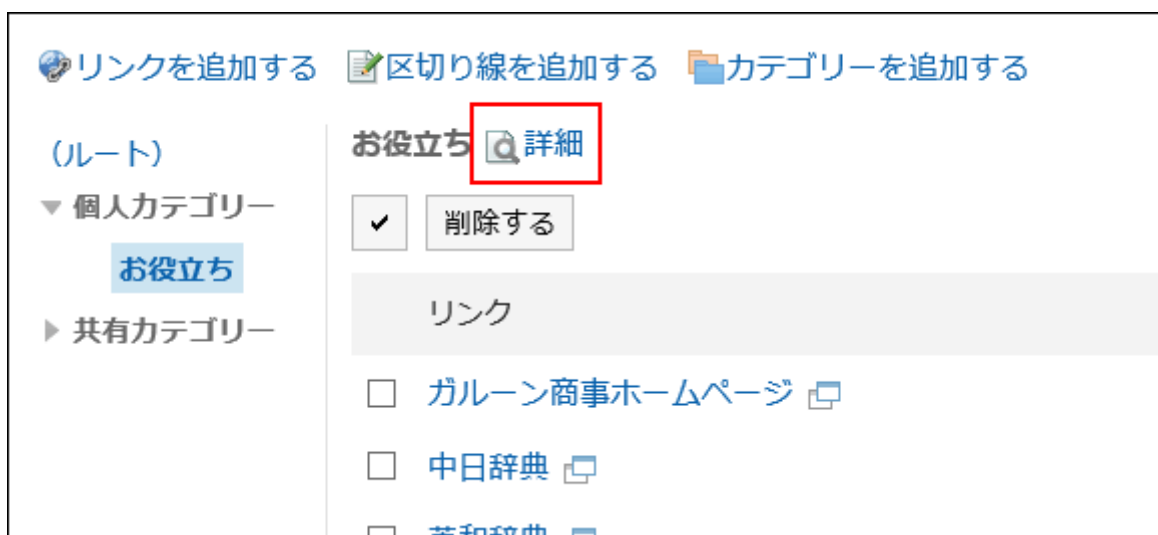 リンクを追加する 区切り線を追加する カテゴリーを追加する
(ルート)
個人カテゴリー
お役立ち
共有カテゴリー
お役立ち 詳細
削除する
リンク
ガルーン商事ホームページ
中日辞典
英和辞典